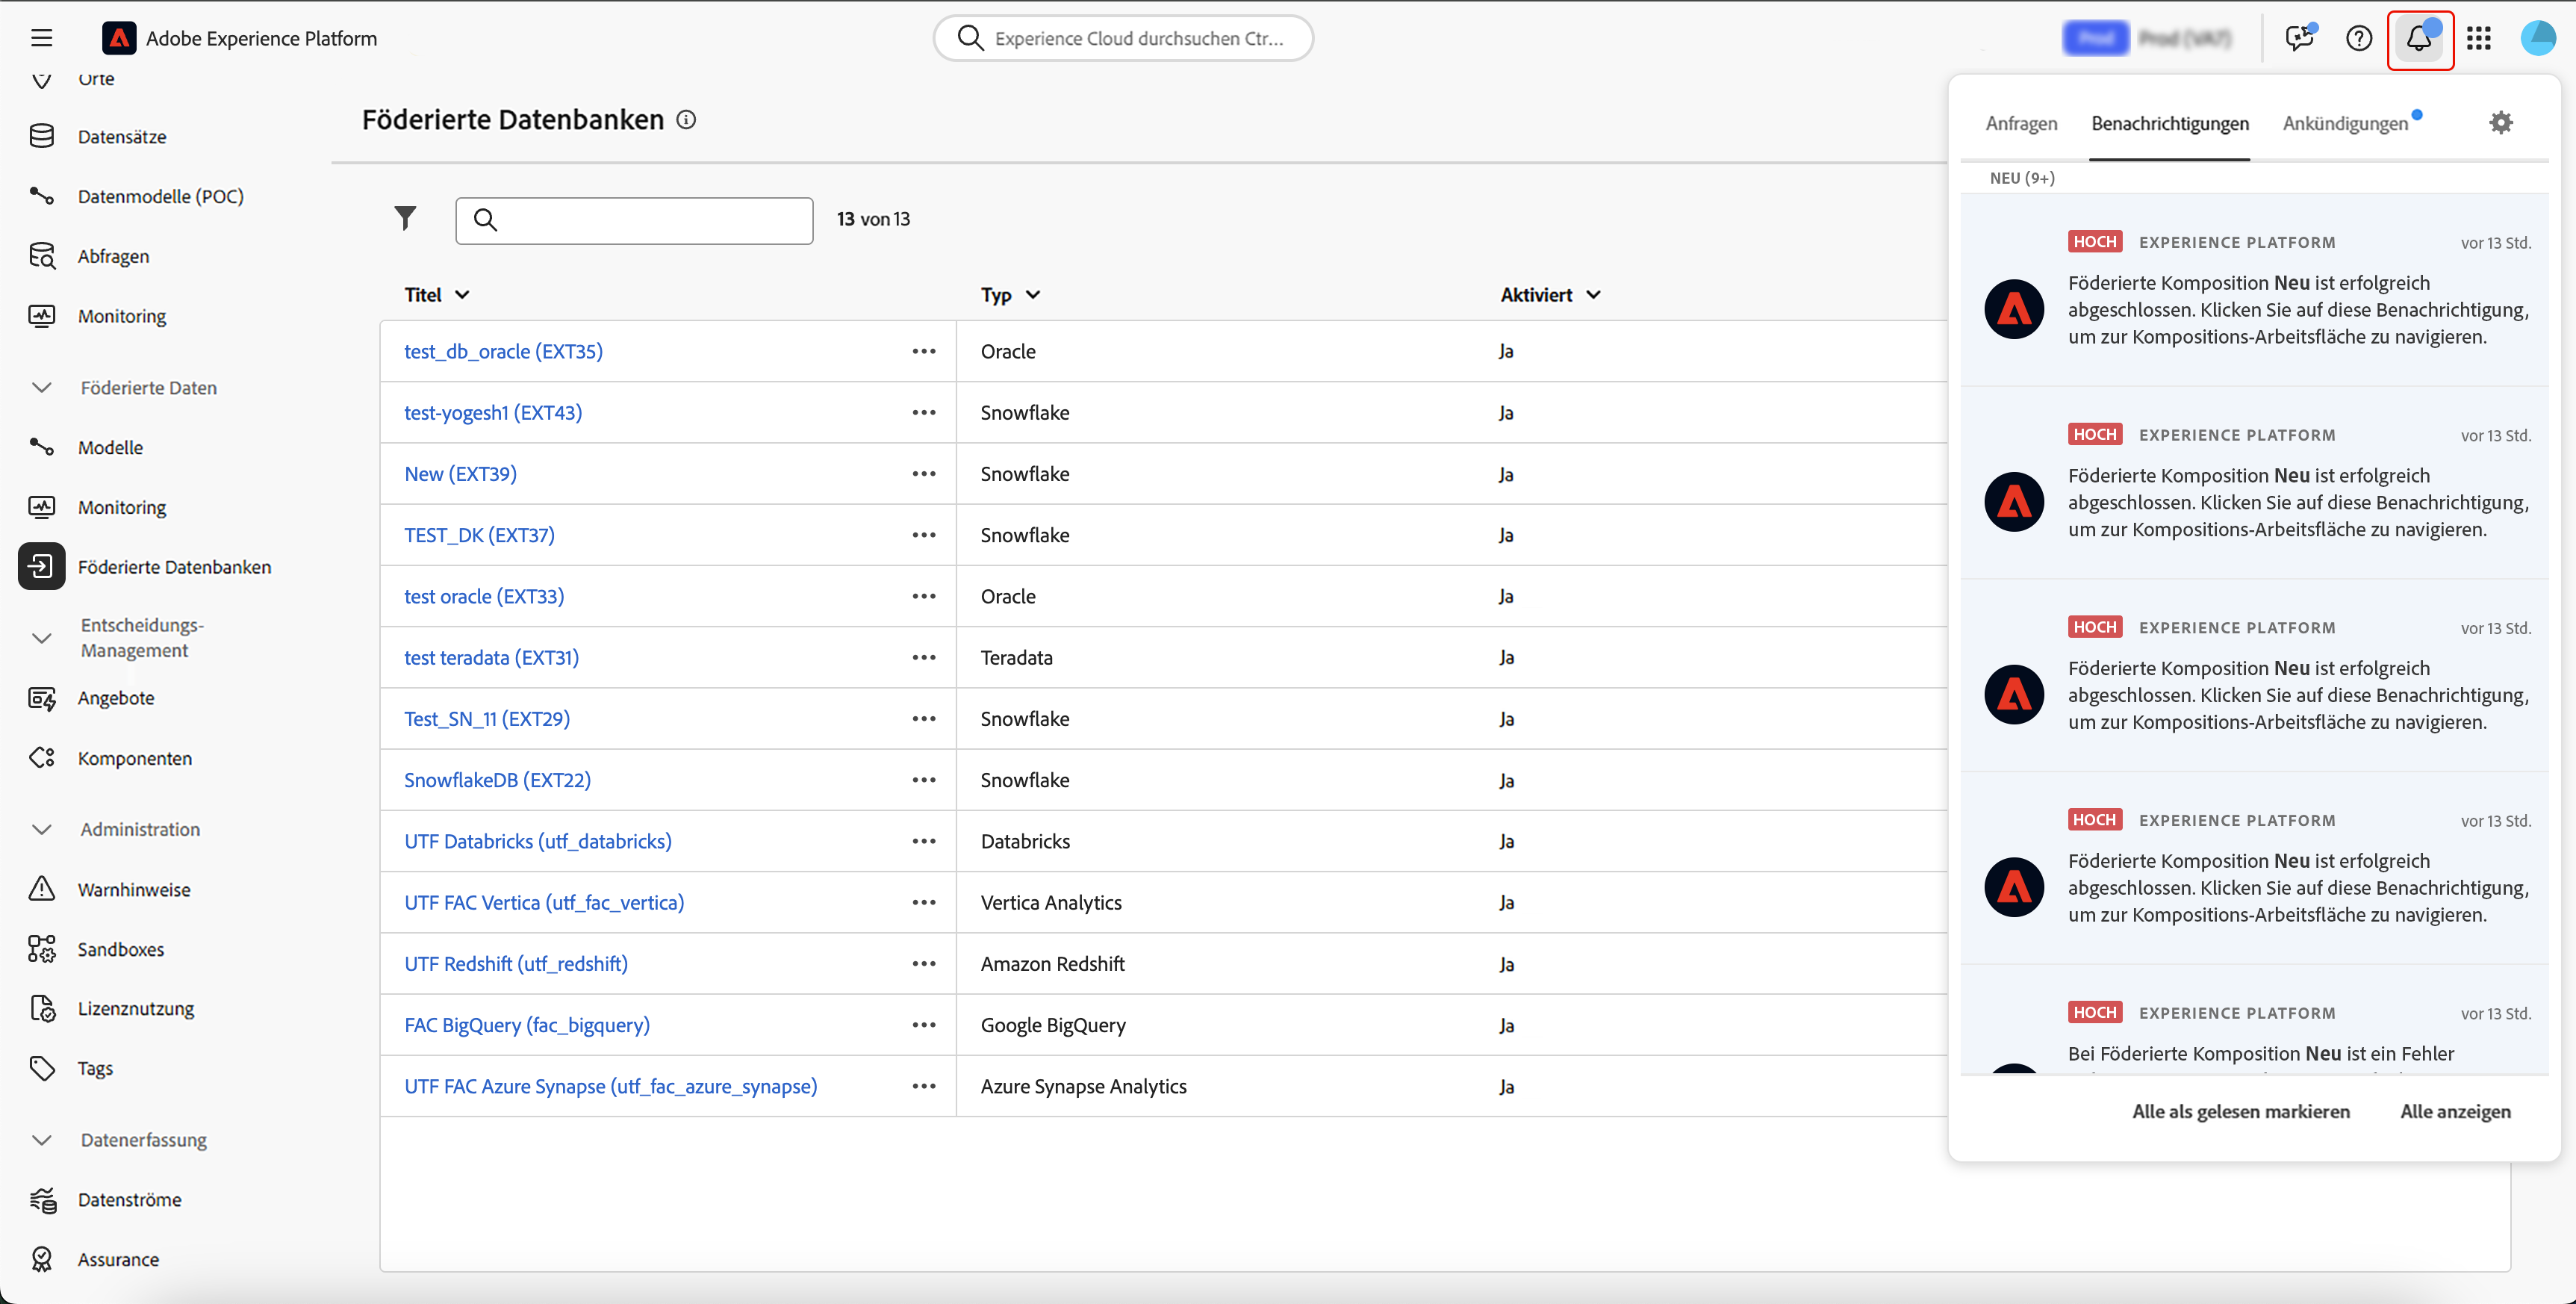 Adobe Experience Platform
Experience Cloud durchsuchen Ctr...
Prod
Prod (VA7)
Orte
Datensätze
Datenmodelle (POC)
Abfragen
Monitoring
Föderierte Daten
Modelle
Monitoring
Föderierte Datenbanken
Entscheidungs-
Management
Angebote
Komponenten
Administration
Warnhinweise
Sandboxes
Lizenznutzung
Tags
Datenerfassung
Datenströme
Assurance
Föderierte Datenbanken
13 von 13
Titel Typ Aktiviert
test_db_oracle (EXT35) Oracle Ja
test-yogesh1 (EXT43) Snowflake Ja
New (EXT39) Snowflake Ja
TEST_DK (EXT37) Snowflake Ja
test oracle (EXT33) Oracle Ja
test teradata (EXT31) Teradata Ja
Test_SN_11 (EXT29) Snowflake Ja
SnowflakeDB (EXT22) Snowflake Ja
UTF Databricks (utf_databricks) Databricks Ja
UTF FAC Vertica (utf_fac_vertica) Vertica Analytics Ja
UTF Redshift (utf_redshift) Amazon Redshift Ja
FAC BigQuery (fac_bigquery) Google BigQuery Ja
UTF FAC Azure Synapse (utf_fac_azure_synapse) Azure Synapse Analytics Ja
Anfragen Benachrichtigungen Ankündigungen
NEU (9+)
HOCH EXPERIENCE PLATFORM vor 13 Std.
Föderierte Komposition Neu ist erfolgreich
abgeschlossen. Klicken Sie auf diese Benachrichtigung,
um zur Kompositions-Arbeitsfläche zu navigieren.
HOCH EXPERIENCE PLATFORM vor 13 Std.
Föderierte Komposition Neu ist erfolgreich
abgeschlossen. Klicken Sie auf diese Benachrichtigung,
um zur Kompositions-Arbeitsfläche zu navigieren.
HOCH EXPERIENCE PLATFORM vor 13 Std.
Föderierte Komposition Neu ist erfolgreich
abgeschlossen. Klicken Sie auf diese Benachrichtigung,
um zur Kompositions-Arbeitsfläche zu navigieren.
HOCH EXPERIENCE PLATFORM vor 13 Std.
Föderierte Komposition Neu ist erfolgreich
abgeschlossen. Klicken Sie auf diese Benachrichtigung,
um zur Kompositions-Arbeitsfläche zu navigieren.
HOCH EXPERIENCE PLATFORM vor 13 Std.
Bei Föderierte Komposition Neu ist ein Fehler
Alle als gelesen markieren Alle anzeigen